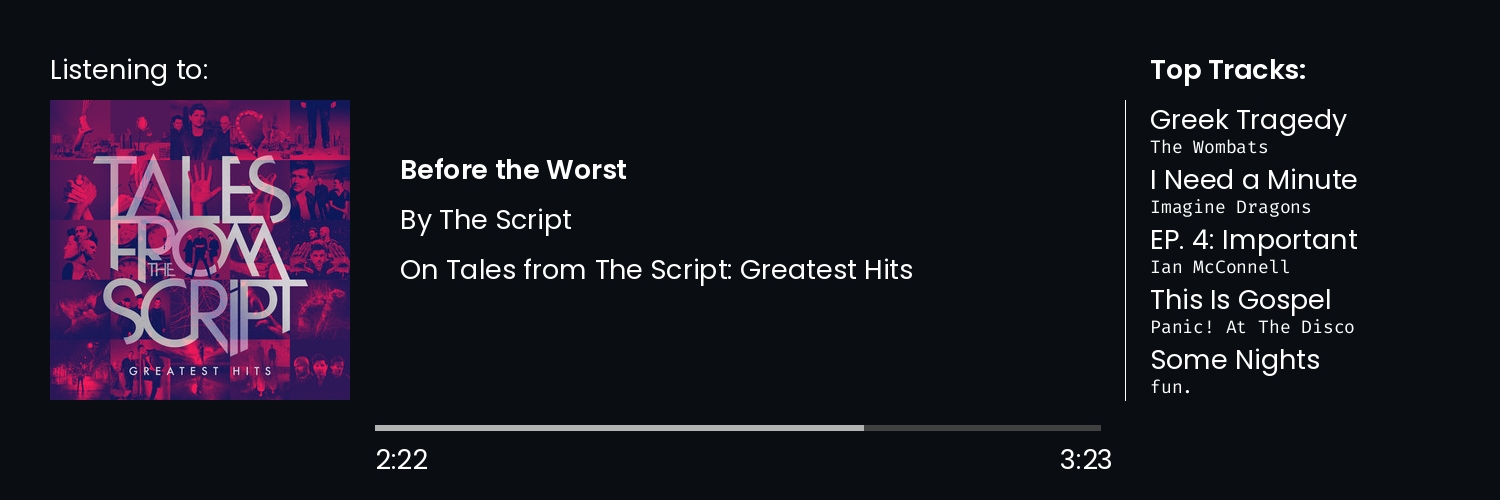 Listening to:
TALES
FROM
THE
SCRIPT
GREATEST HITS
Before the Worst
By The Script
On Tales from The Script: Greatest Hits
2:22
3:23
Top Tracks:
Greek Tragedy
The Wombats
I Need a Minute
Imagine Dragons
EP. 4: Important
Ian McConnell
This Is Gospel
Panic! At The Disco
Some Nights
fun.